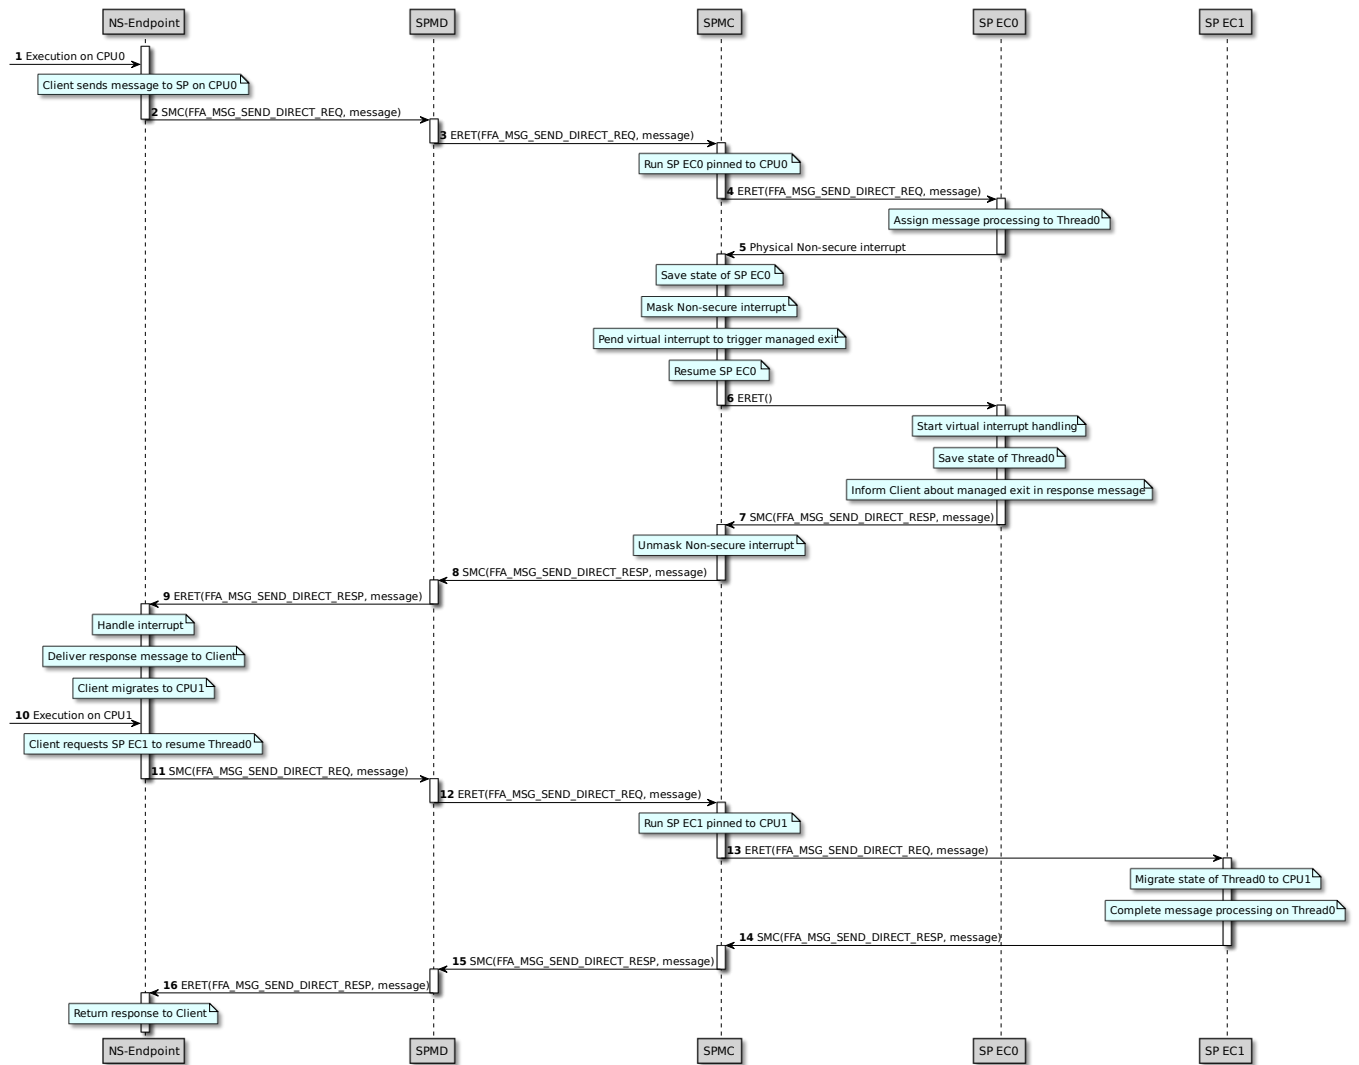 NS-Endpoint
SPMD
SPMC
SP EC0
SP EC1
1 Execution on CPU0
Client sends message to SP on CPU0
2 SMC(FFA_MSG_SEND_DIRECT_REQ, message)
3 ERET(FFA_MSG_SEND_DIRECT_REQ, message)
Run SP EC0 pinned to CPU0
4 ERET(FFA_MSG_SEND_DIRECT_REQ, message)
Assign message processing to Thread0
5 Physical Non-secure interrupt
Save state of SP EC0
Mask Non-secure interrupt
Pend virtual interrupt to trigger managed exit
Resume SP EC0
6 ERET()
Start virtual interrupt handling
Save state of Thread0
Inform Client about managed exit in response message
7 SMC(FFA_MSG_SEND_DIRECT_RESP, message)
Unmask Non-secure interrupt
8 SMC(FFA_MSG_SEND_DIRECT_RESP, message)
9 ERET(FFA_MSG_SEND_DIRECT_RESP, message)
Handle interrupt
Deliver response message to Client
Client migrates to CPU1
10 Execution on CPU1
Client requests SP EC1 to resume Thread0
11 SMC(FFA_MSG_SEND_DIRECT_REQ, message)
12 ERET(FFA_MSG_SEND_DIRECT_REQ, message)
Run SP EC1 pinned to CPU1
13 ERET(FFA_MSG_SEND_DIRECT_REQ, message)
Migrate state of Thread0 to CPU1
Complete message processing on Thread0
14 SMC(FFA_MSG_SEND_DIRECT_RESP, message)
15 SMC(FFA_MSG_SEND_DIRECT_RESP, message)
16 ERET(FFA_MSG_SEND_DIRECT_RESP, message)
Return response to Client
NS-Endpoint
SPMD
SPMC
SP EC0
SP EC1